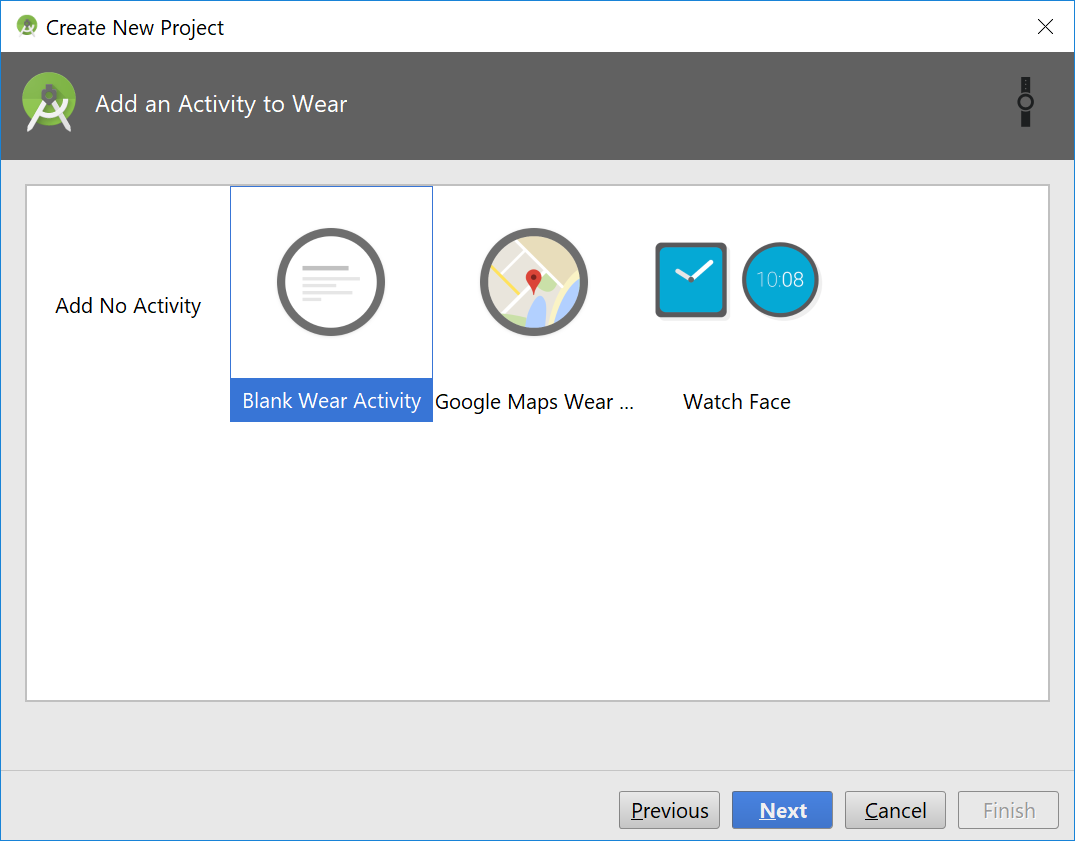 Create New Project
Add an Activity to Wear
10:08
Add No Activity
Blank Wear Activity
Google Maps Wear ...
Watch Face
Previous
Next
Cancel
Finish